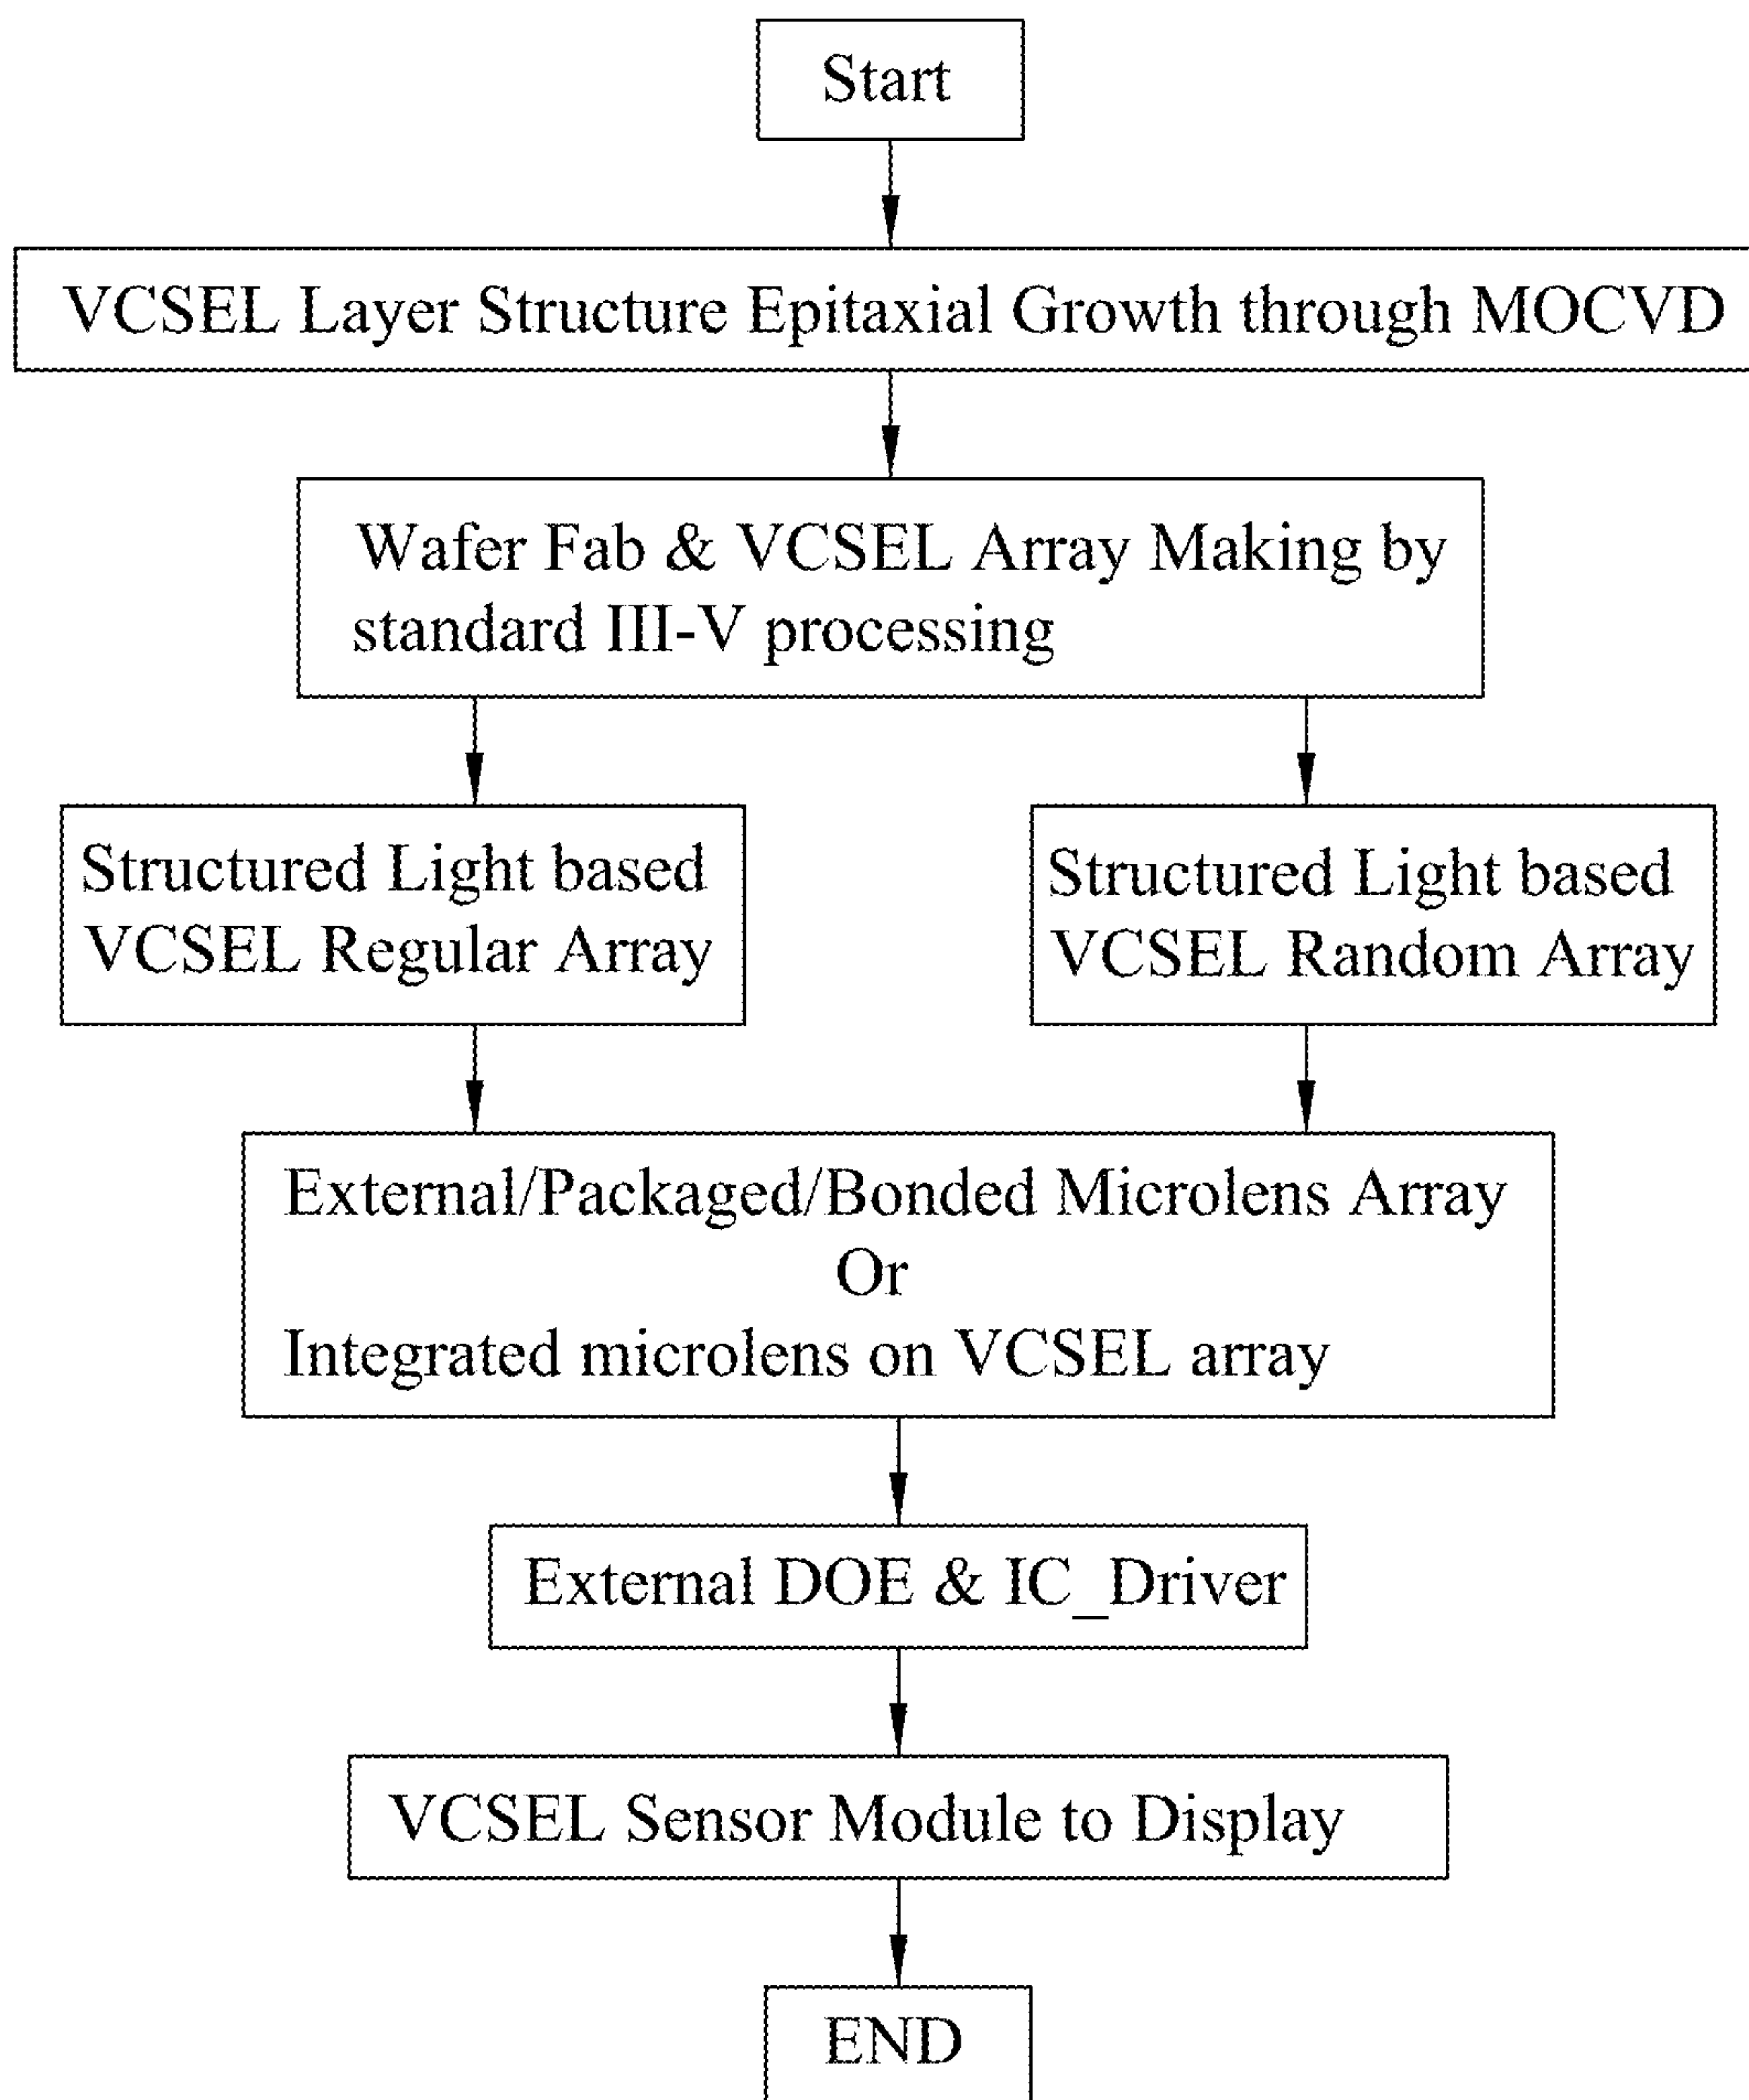 Start
VCSEL Layer Structure Epitaxial Growth through MOCVD
Wafer Fab & VCSEL Array Making by
standard III-V processing
Structured Light based
VCSEL Regular Array
Structured Light based
VCSEL Random Array
External/Packaged/Bonded Microlens Array
Or
Integrated microlens on VCSEL array
External DOE & IC_Driver
VCSEL Sensor Module to Display
END